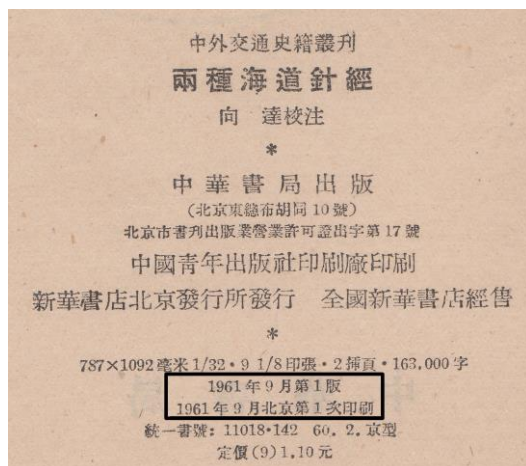 中外交通史籍叢刊
兩種海道針經
向 達校注
*
中華書局出版
(北京東總布胡同10號)
北京市書刊出版業營業許可證出字第17號
中國青年出版社印刷廠印刷
新華書店北京發行所發行 全國新華書店經售
*
787×1092毫米 1/32·9 1/8印張·2插頁·163,000字
1961年9月第1版
1961年9月北京第1次印刷
統一書號: 11018·142 60. 2. 京型
定價(9)1.10元